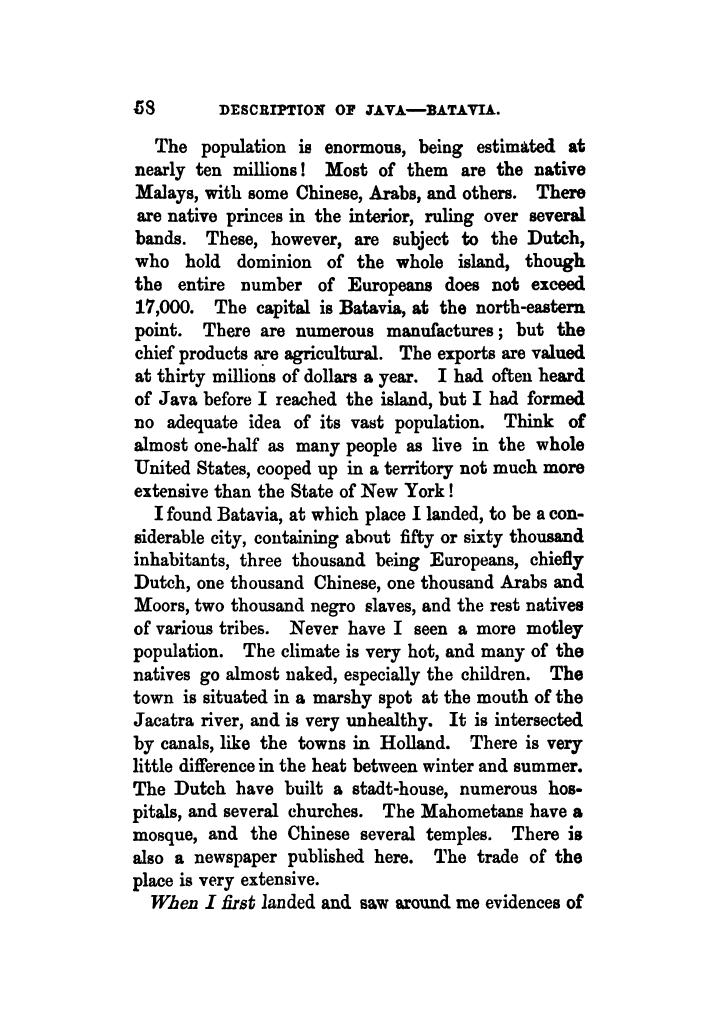 58 DESCRIPTION OF JAVA—BATAVIA.
The population is enormous, being estimated at
nearly ten millions! Most of them are the native
Malays, with some Chinese, Arabs, and others. There
are native princes in the interior, ruling over several
bands. These, however, are subject to the Dutch,
who hold dominion of the whole island, though
the entire number of Europeans does not exceed
17,000. The capital is Batavia, at the north-eastern
point. There are numerous manufactures; but the
chief products are agricultural. The exports are valued
at thirty millions of dollars a year. I had often heard
of Java before I reached the island, but I had formed
no adequate idea of its vast population. Think of
almost one-half as many people as live in the whole
United States, cooped up in a territory not much more
extensive than the State of New York!
I found Batavia, at which place I landed, to be a con-
siderable city, containing about fifty or sixty thousand
inhabitants, three thousand being Europeans, chiefly
Dutch, one thousand Chinese, one thousand Arabs and
Moors, two thousand negro slaves, and the rest natives
of various tribes. Never have I seen a more motley
population. The climate is very hot, and many of the
natives go almost naked, especially the children. The
town is situated in a marshy spot at the mouth of the
Jacatra river, and is very unhealthy. It is intersected
by canals, like the towns in Holland. There is very
little difference in the heat between winter and summer.
The Dutch have built a stadt-house, numerous hos-
pitals, and several churches. The Mahometans have a
mosque, and the Chinese several temples. There is
also a newspaper published here. The trade of the
place is very extensive.
When I first landed and saw around me evidences of